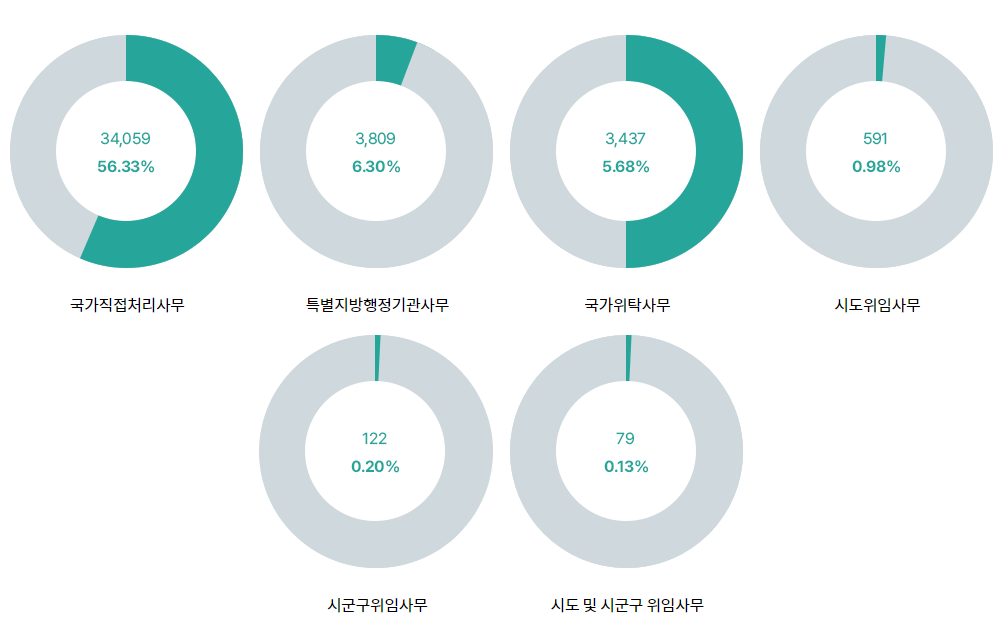 34,059
56.33%
국가직접처리사무
3,809
6.30%
특별지방행정기관사무
3,437
5.68%
국가위탁사무
591
0.98%
시도위임사무
122
0.20%
시군구위임사무
79
0.13%
시도 및 시군구 위임사무